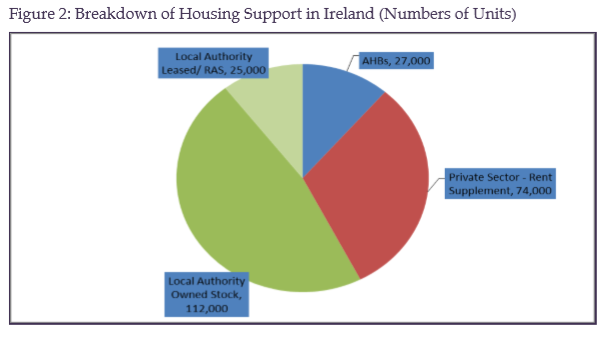 Figure 2: Breakdown of Housing Support in Ireland (Numbers of Units)
Local Authority
Leased/ RAS, 25,000
AHBs, 27,000
Private Sector - Rent
Supplement, 74,000
Local Authority
Owned Stock,
112,000